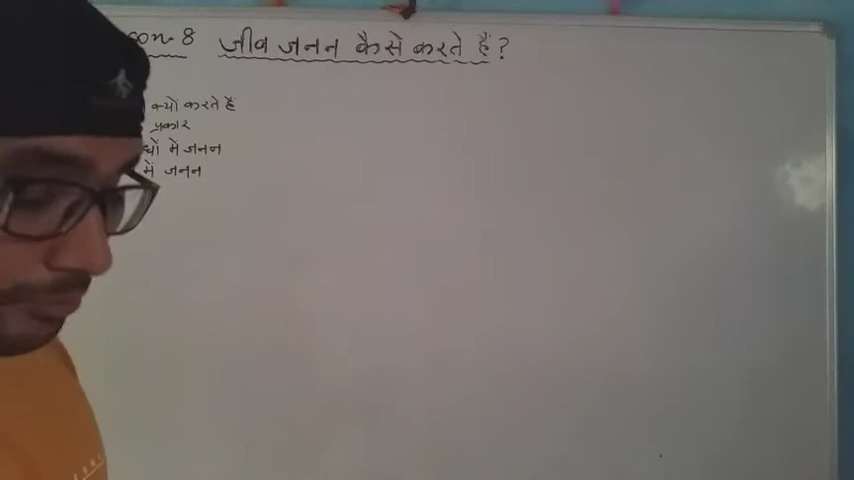 on-8 जीव जनन कैसे करते हैं?
क्यों करते हैं
प्रकार
में जनन
में जनन